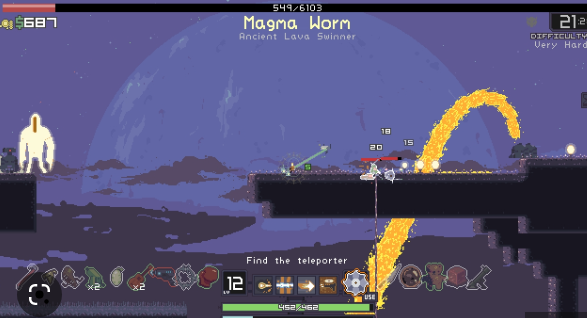 549/6103
$687
Magma Worm
Ancient Lava Swimmer
21:2
DIFFICULTY
Very Hard
18
20
15
Find the teleporter
x2
x2
12
USE
452/462